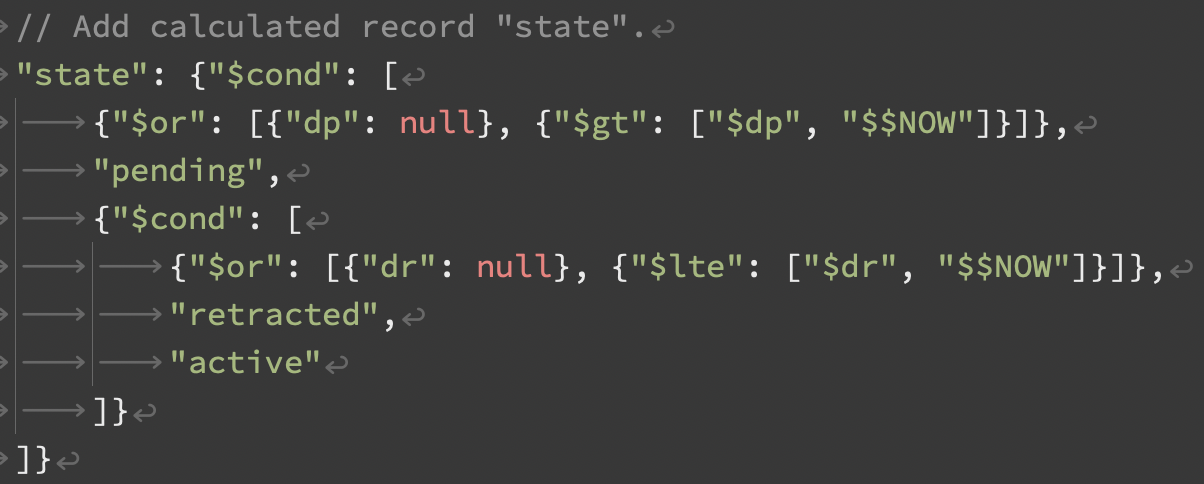 // Add calculated record "state".
"state": {"$cond": [
{"$or": [{"dp": null}, {"$gt": ["$dp", "$$NOW"]}]},
"pending",
{"$cond": [
{"$or": [{"dr": null}, {"$lte": ["$dr", "$$NOW"]}]},
"retracted",
"active"
]}
]}